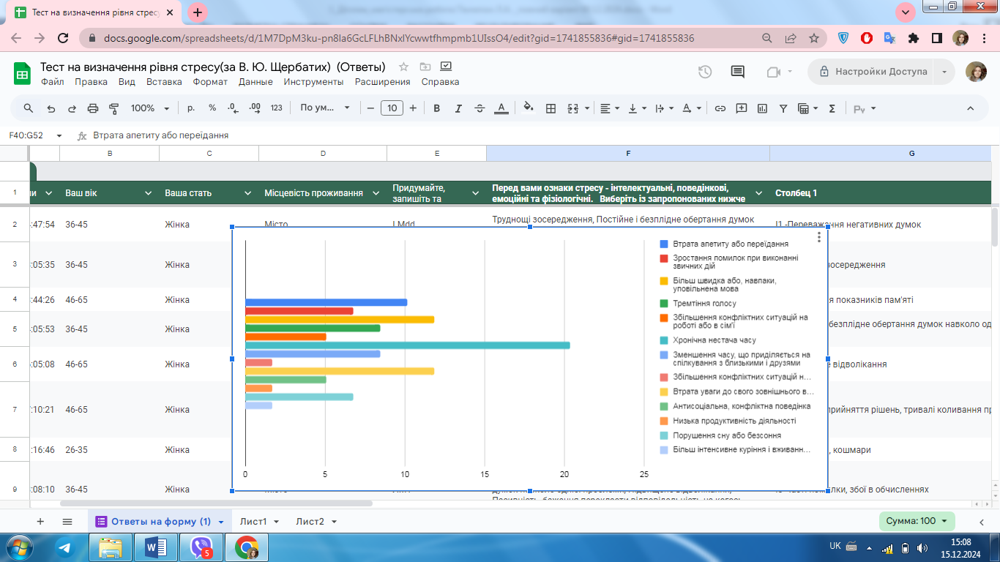 Тест на визначення рівня стресу
docs.google.com/spreadsheets/d/1M7DpM3ku-pn8la6GcLFLhBNxlYcwwtfhmpmb1UIssO4/edit?gid=1741855836#gid=1741855836
Тест на визначення рівня стресу(за В. Ю. Щербатих) (Ответы)
Файл Правка Вид Вставка Формат Данные Инструменты Расширения Справка
Настройки Доступа
100% р. % .0 .00 123 По ум... 10
F40:G52 Втрата апетиту або переїдання
B C D E F G
1 Ваш вік Ваша стать Місцевість проживання Придумайте, запишіть та
Перед вами ознаки стресу - інтелектуальні, поведінкові,
емоційні та фізіологічні. Виберіть із запропонованих нижче
Столбец 1
2 :47:54 36-45 Жінка Місто Труднощі зосередження, Постійне і безплідне обертання думок І1 -Переважання негативних думок
3 :05:35 36-45 Жінка зосередження
4 :44:26 46-65 Жінка показників пам'яті
5 :05:53 36-45 Жінка безплідне обертання думок навколо од
6 :05:08 46-65 Жінка відволікання
7 :10:21 46-65 Жінка прийняття рішень, тривалі коливання пр
8 :16:46 26-35 Жінка , кошмари
9 :08:10 36-45 Жінка помилки, збої в обчисленнях
Втрата апетиту або переїдання
Зростання помилок при виконанні
звичних дій
Більш швидка або, навпаки,
уповільнена мова
Тремтіння голосу
Збільшення конфліктних ситуацій на
роботі або в сім'ї
Хронічна нестача часу
Зменшення часу, що приділяється на
спілкування з близькими і друзями
Збільшення конфліктних ситуацій н...
Втрата уваги до свого зовнішнього в...
Антисоціальна, конфліктна поведінка
Низька продуктивність діяльності
Порушення сну або безсоння
Більш інтенсивне куріння і вживанн...
0 5 10 15 20 25
Ответы на форму (1) Лист1 Лист2 Сумма: 100
5 UK 15:08
15.12.2024